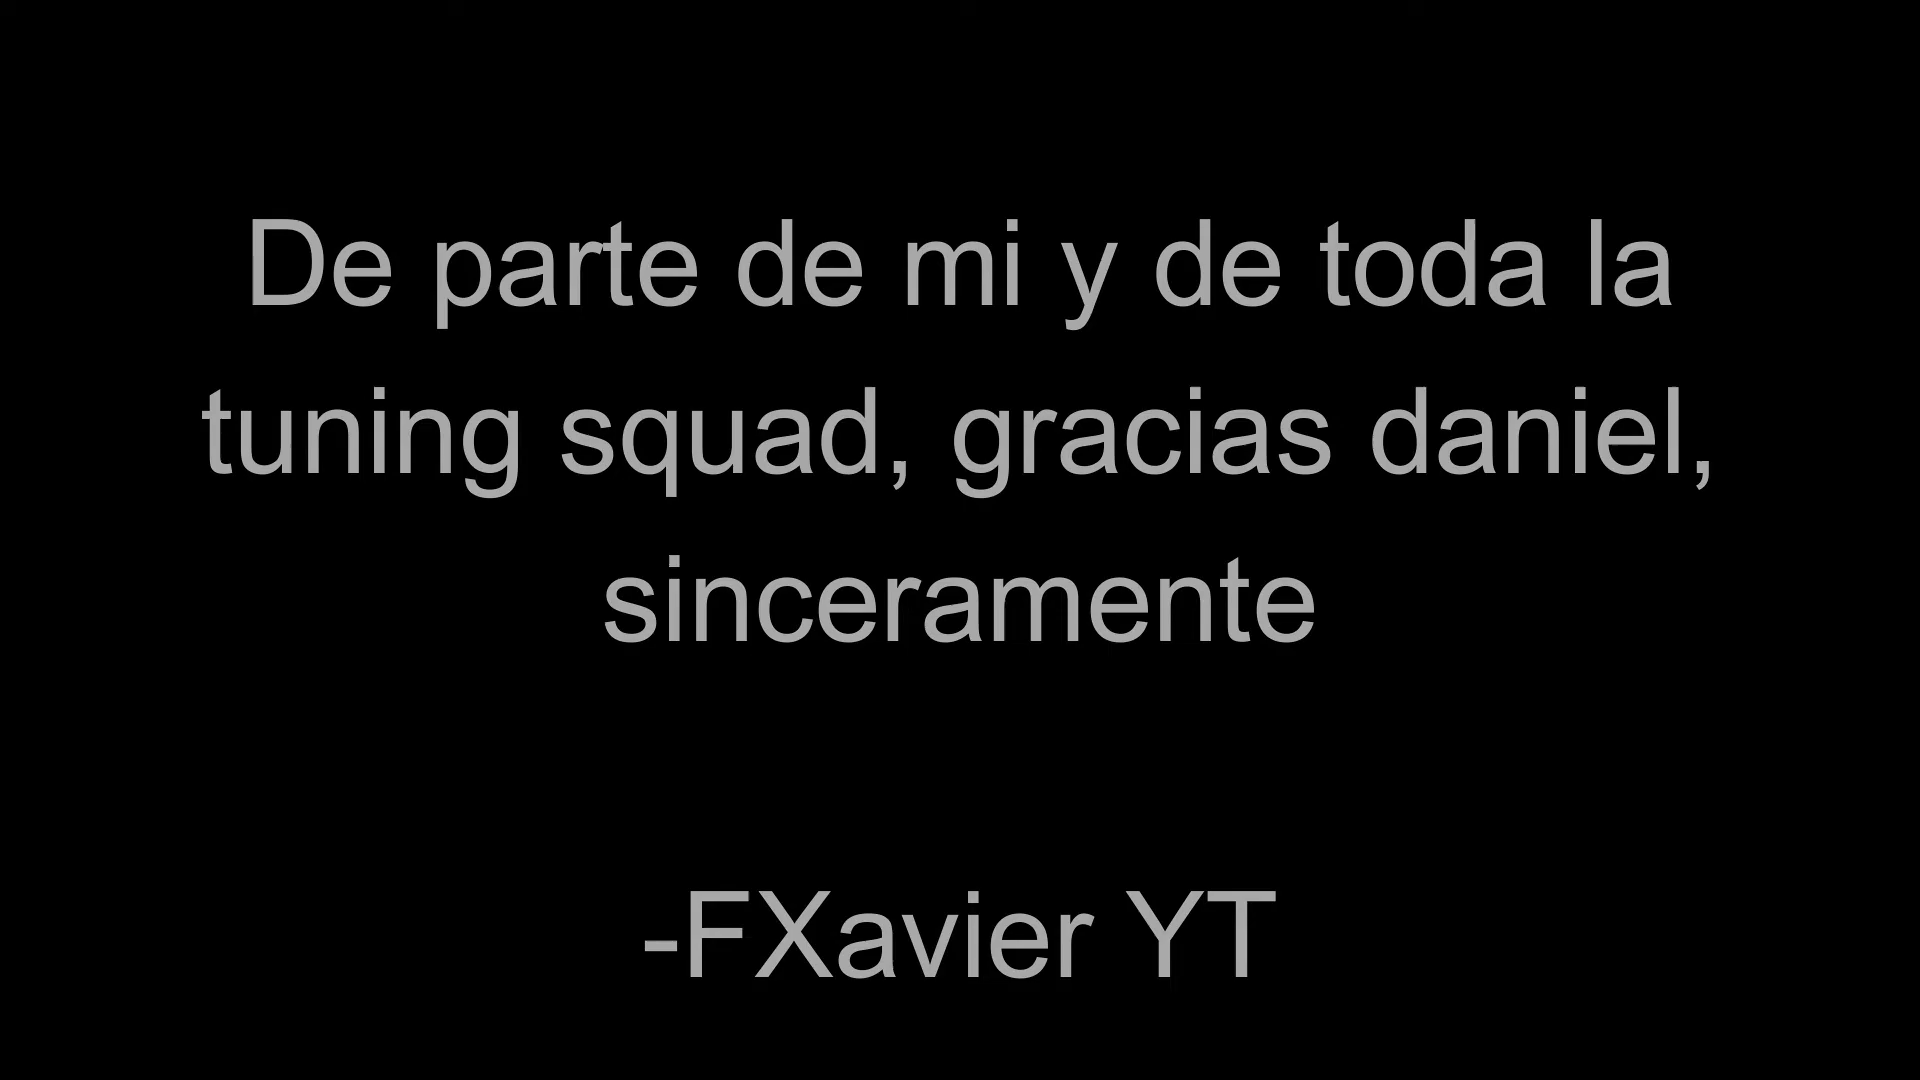 De parte de mi y de toda la
tuning squad, gracias daniel,
sinceramente
-FXavier YT